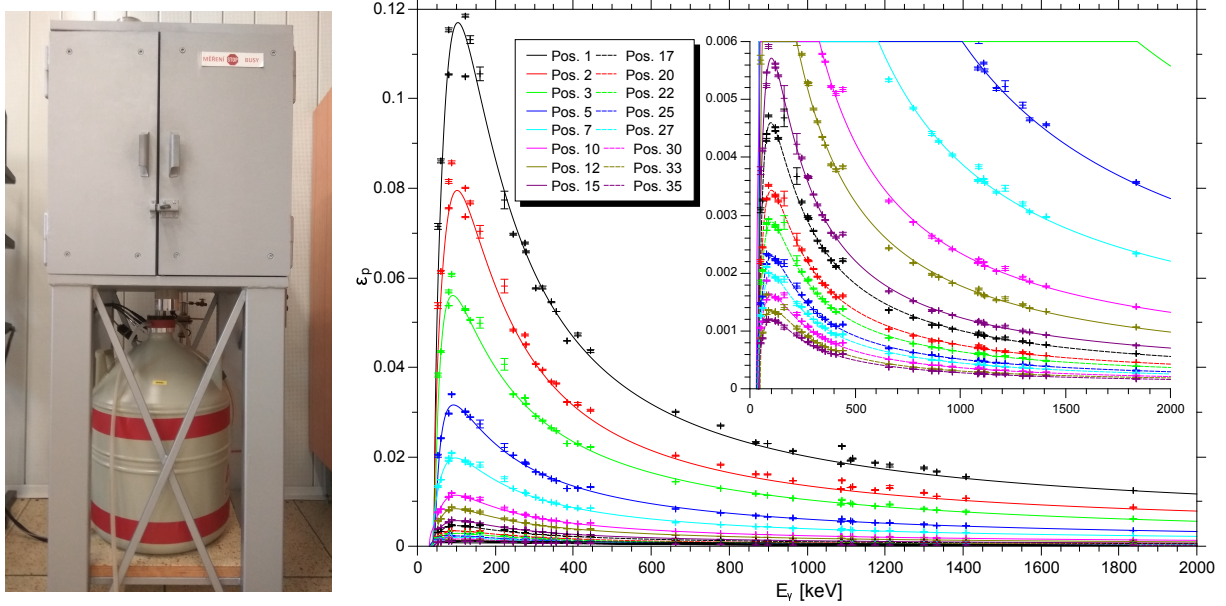 MĚŘENÍ STOP BUSY
0.12
0.1
0.08
0.06
0.04
0.02
0
εp
0 200 400 600 800 1000 1200 1400 1600 1800 2000
Eγ [keV]
Pos. 1 Pos. 17
Pos. 2 Pos. 20
Pos. 3 Pos. 22
Pos. 5 Pos. 25
Pos. 7 Pos. 27
Pos. 10 Pos. 30
Pos. 12 Pos. 33
Pos. 15 Pos. 35
0.006
0.005
0.004
0.003
0.002
0.001
0
0 500 1000 1500 2000